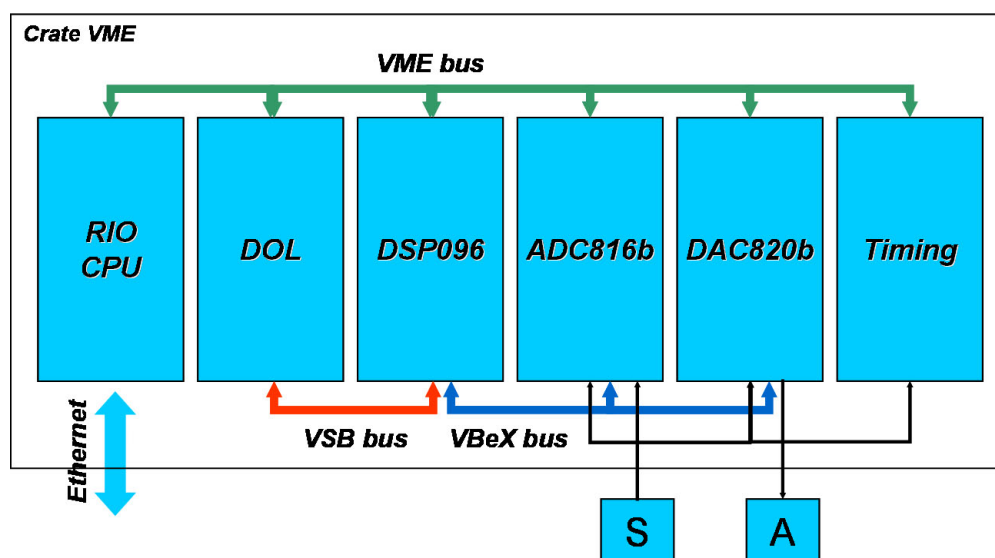 Crate VME
VME bus
RIO
CPU
DOL
DSP096
ADC816b
DAC820b
Timing
VSB bus
VBeX bus
Ethernet
S
A